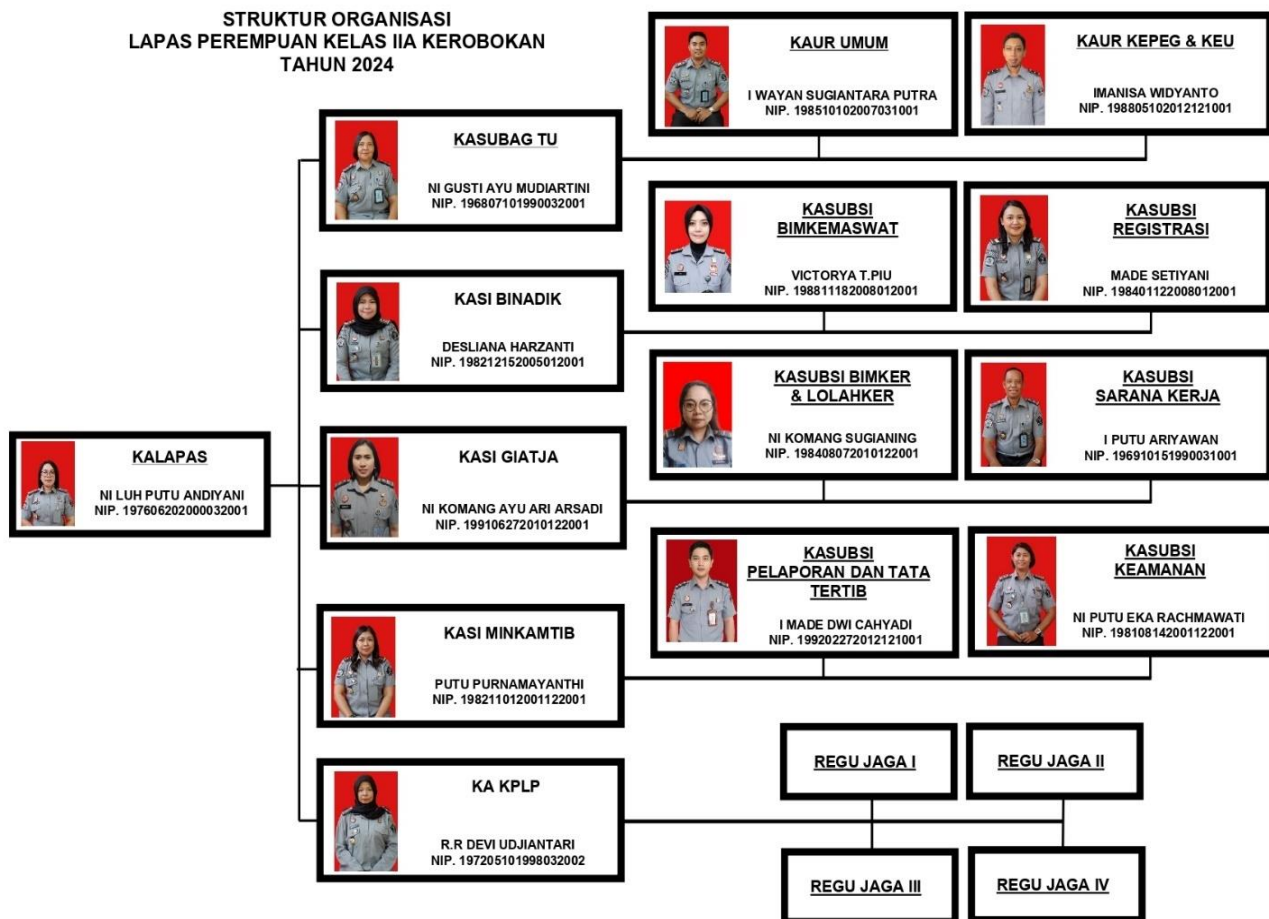 STRUKTUR ORGANISASI
LAPAS PEREMPUAN KELAS IIA KEROBOKAN
TAHUN 2024
KAUR UMUM
I WAYAN SUGIANTARA PUTRA
NIP. 198510102007031001
KAUR KEPEG & KEU
IMANISA WIDYANTO
NIP. 198805102012121001
KASUBAG TU
NI GUSTI AYU MUDIARTINI
NIP. 196807101990032001
KASUBSI
BIMKEMASWAT
VICTORYA T.PIU
NIP. 198811182008012001
KASUBSI
REGISTRASI
MADE SETIYANI
NIP. 198401122008012001
KASI BINADIK
DESLIANA HARZANTI
NIP. 198212152005012001
KASUBSI BIMKER
& LOLAHKER
NI KOMANG SUGIANING
NIP. 198408072010122001
KASUBSI
SARANA KERJA
I PUTU ARIYAWAN
NIP. 196910151990031001
KALAPAS
NI LUH PUTU ANDIYANI
NIP. 197606202000032001
KASI GIATJA
NI KOMANG AYU ARI ARSADI
NIP. 199106272010122001
KASUBSI
PELAPORAN DAN TATA
TERTIB
I MADE DWI CAHYADI
NIP. 199202272012121001
KASUBSI
KEAMANAN
NI PUTU EKA RACHMAWATI
NIP. 198108142001122001
KASI MINKAMTIB
PUTU PURNAMAYANTHI
NIP. 198211012001122001
KA KPLP
R.R DEVI UDJIANTARI
NIP. 197205101998032002
REGU JAGA I
REGU JAGA II
REGU JAGA III
REGU JAGA IV